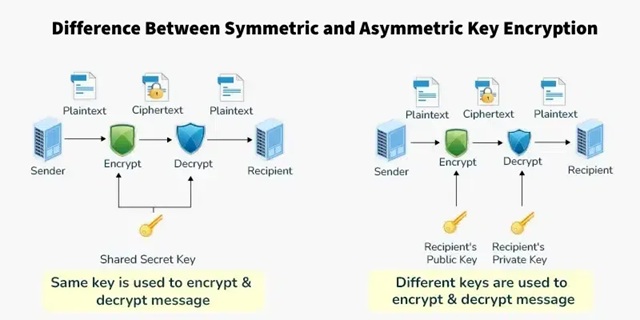 Difference Between Symmetric and Asymmetric Key Encryption
Plaintext
Ciphertext
Plaintext
Sender
Encrypt
Decrypt
Recipient
Shared Secret Key
Same key is used to encrypt &
decrypt message
Plaintext
Ciphertext
Plaintext
Sender
Encrypt
Decrypt
Recipient
Recipient's
Public Key
Recipient's
Private Key
Different keys are used to
encrypt & decrypt message